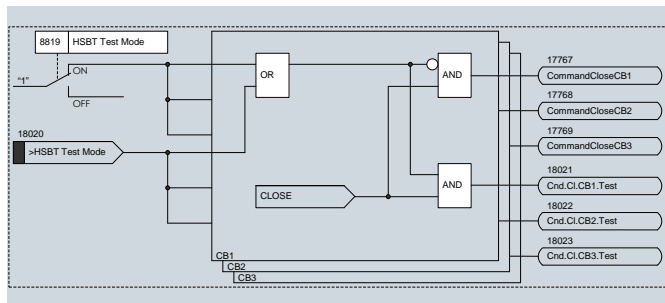 8819 HSBT Test Mode
"1"
ON
OFF
18020
>HSBT Test Mode
OR
AND
AND
CLOSE
CB1
CB2
CB3
17767
CommandCloseCB1
17768
CommandCloseCB2
17769
CommandCloseCB3
18021
Cnd.Cl.CB1.Test
18022
Cnd.Cl.CB2.Test
18023
Cnd.Cl.CB3.Test